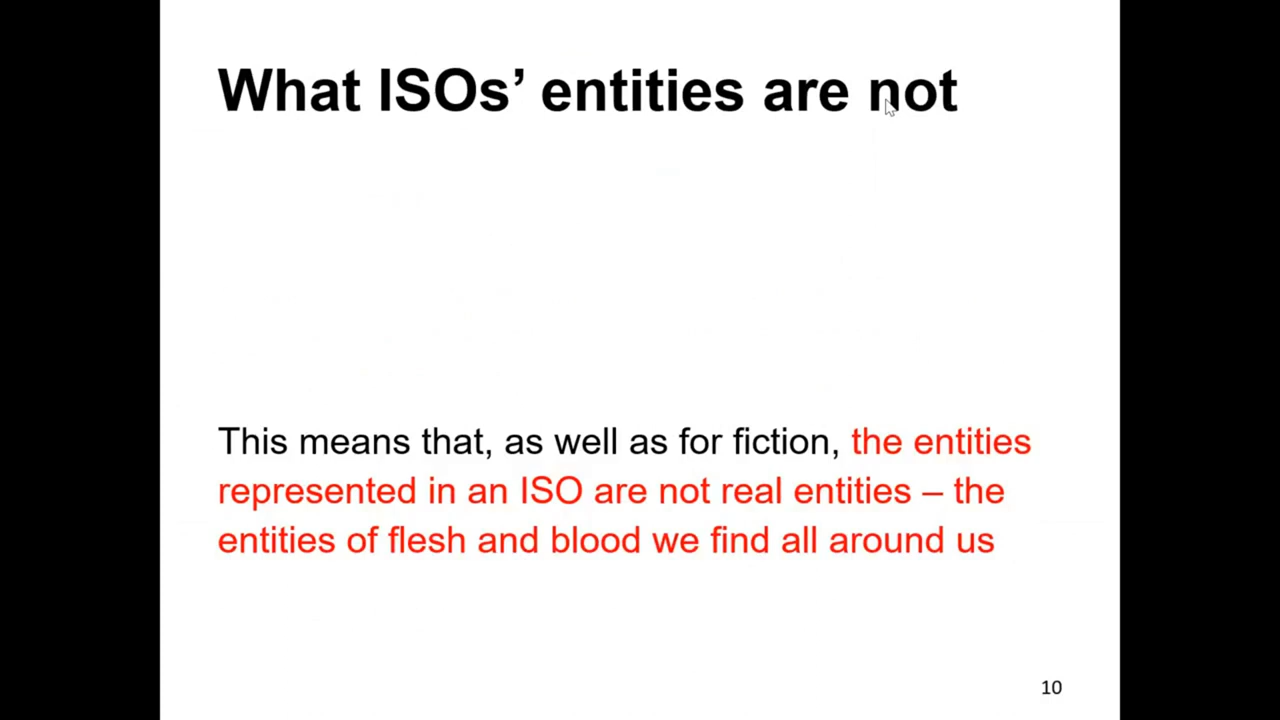 What ISOs’ entities are not
This means that, as well as for fiction, the entities
represented in an ISO are not real entities – the
entities of flesh and blood we find all around us
10